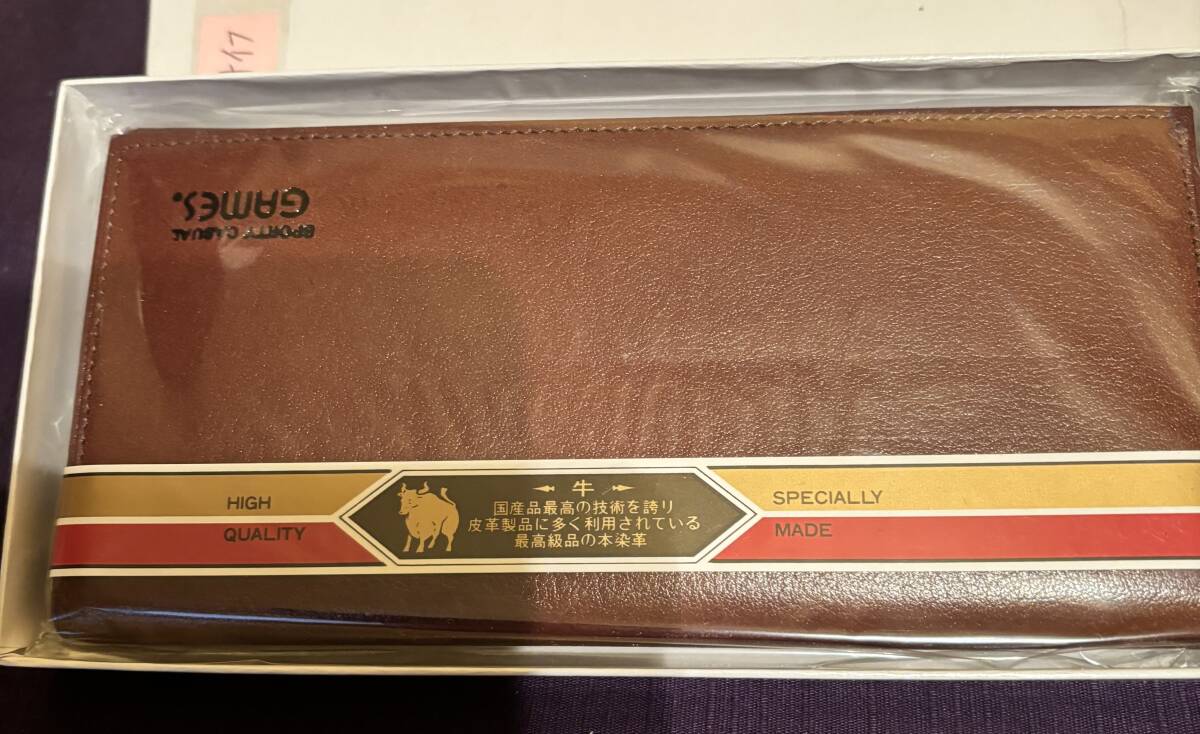 SPORTY CASUAL
GAMES.
HIGH
QUALITY
牛
国産品最高の技術を誇り
皮革製品に多く利用されている
最高級品の本染革
SPECIALLY
MADE